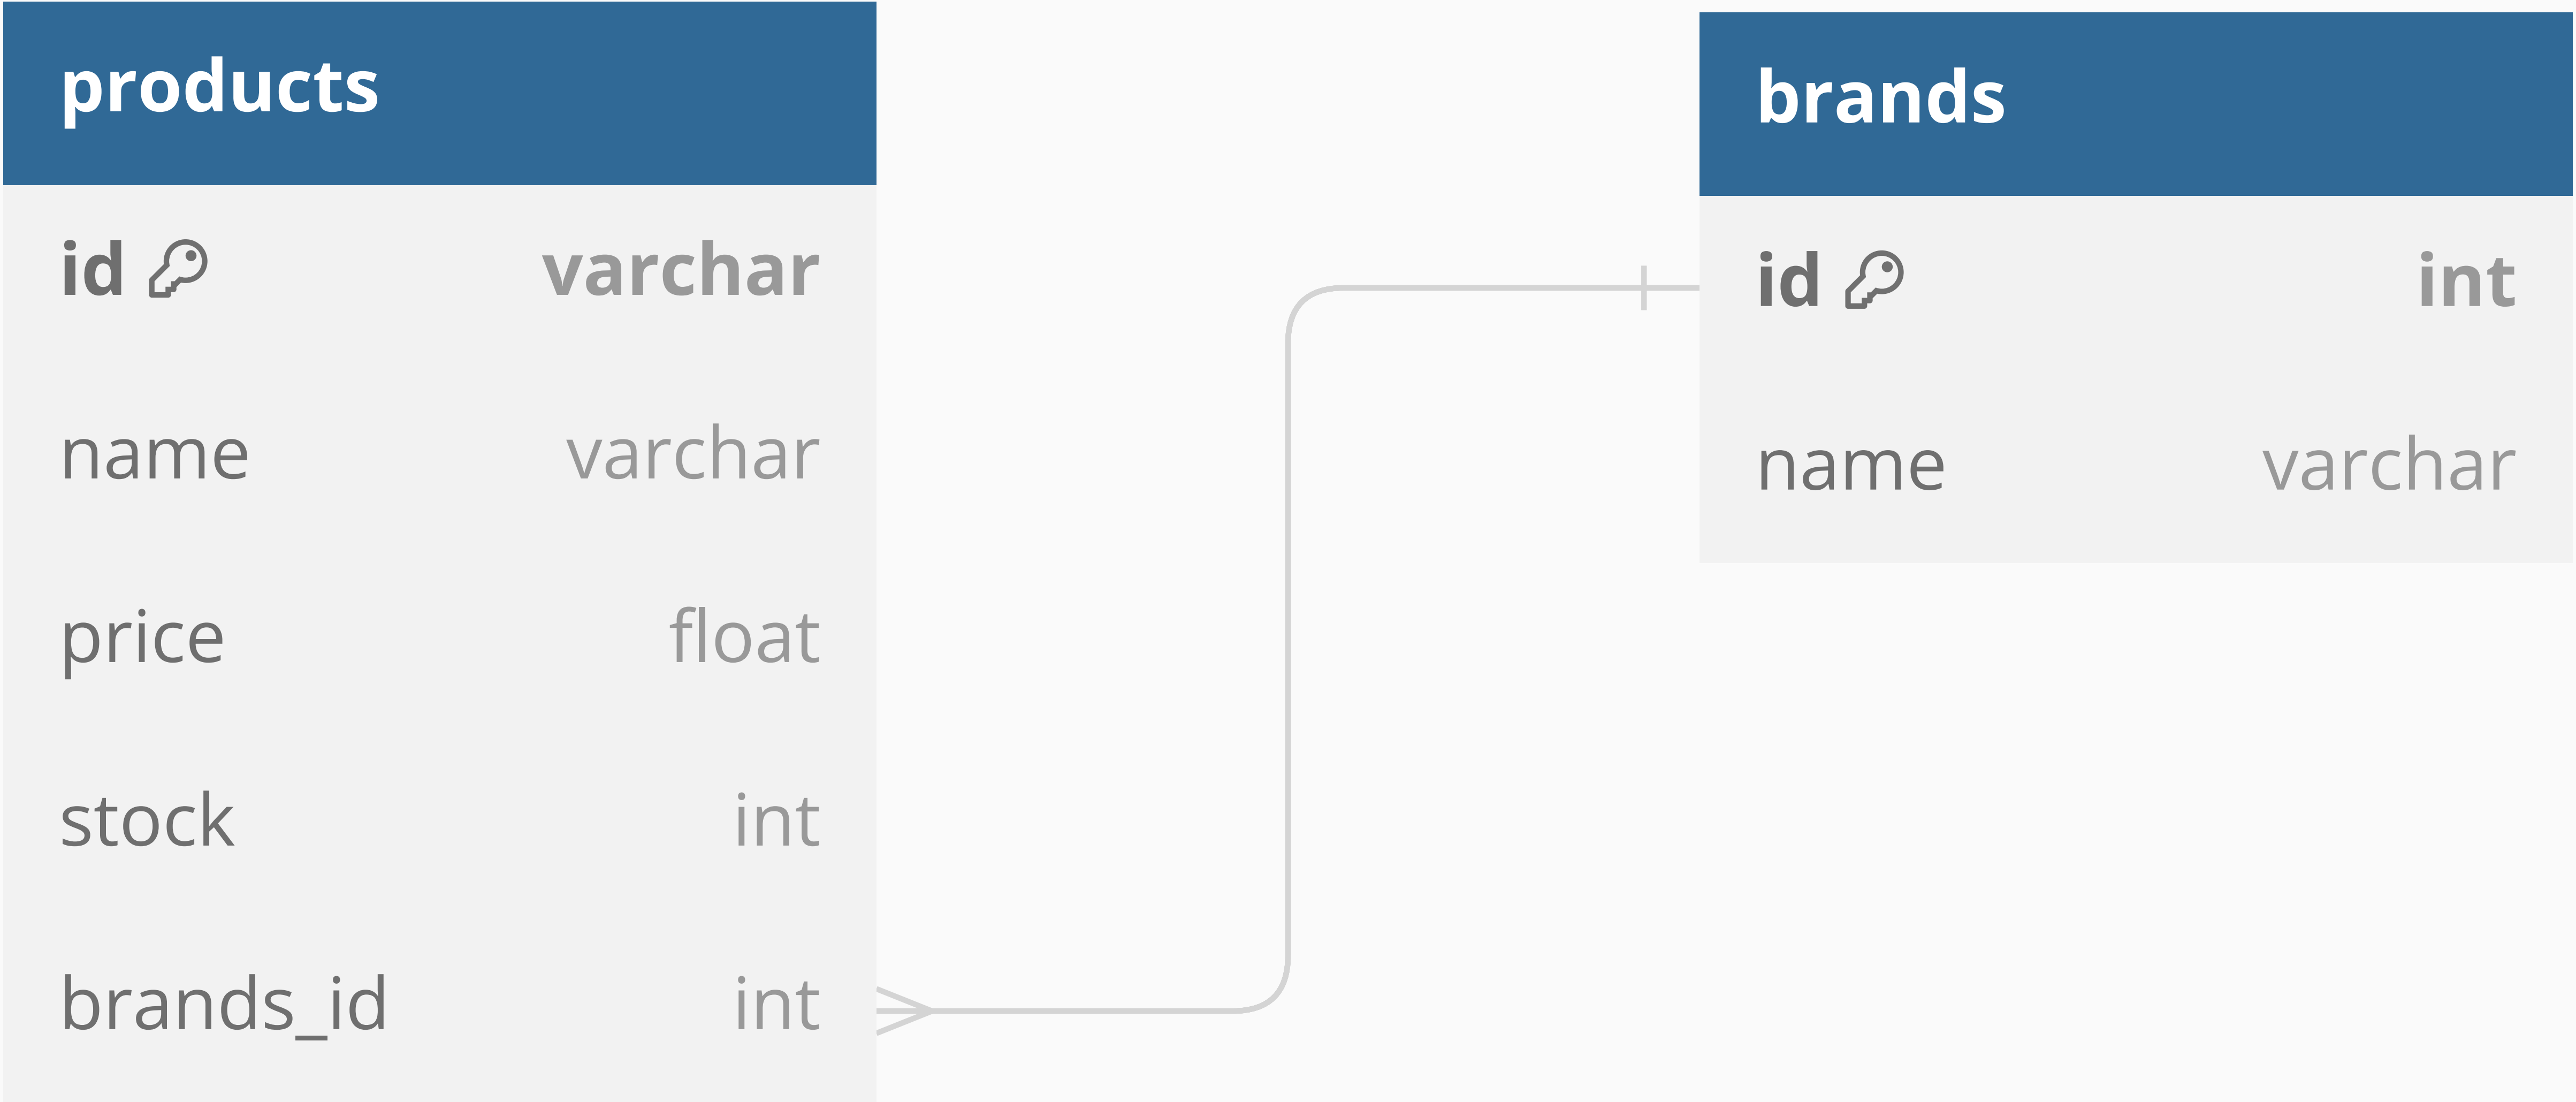 products
id varchar
name varchar
price float
stock int
brands_id int
brands
id int
name varchar